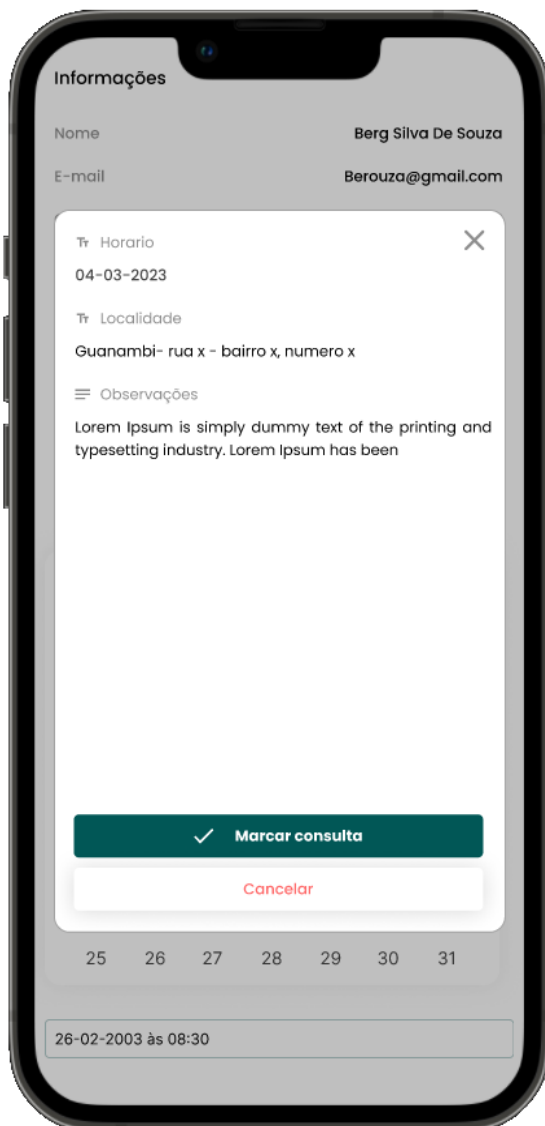 Informações
Nome Berg Silva De Souza
E-mail Berouza@gmail.com
Tr Horario
04-03-2023
Tr Localidade
Guanambi- rua x - bairro x, numero x
Observações
Lorem Ipsum is simply dummy text of the printing and
typesetting industry. Lorem Ipsum has been
Marcar consulta
Cancelar
25 26 27 28 29 30 31
26-02-2003 às 08:30